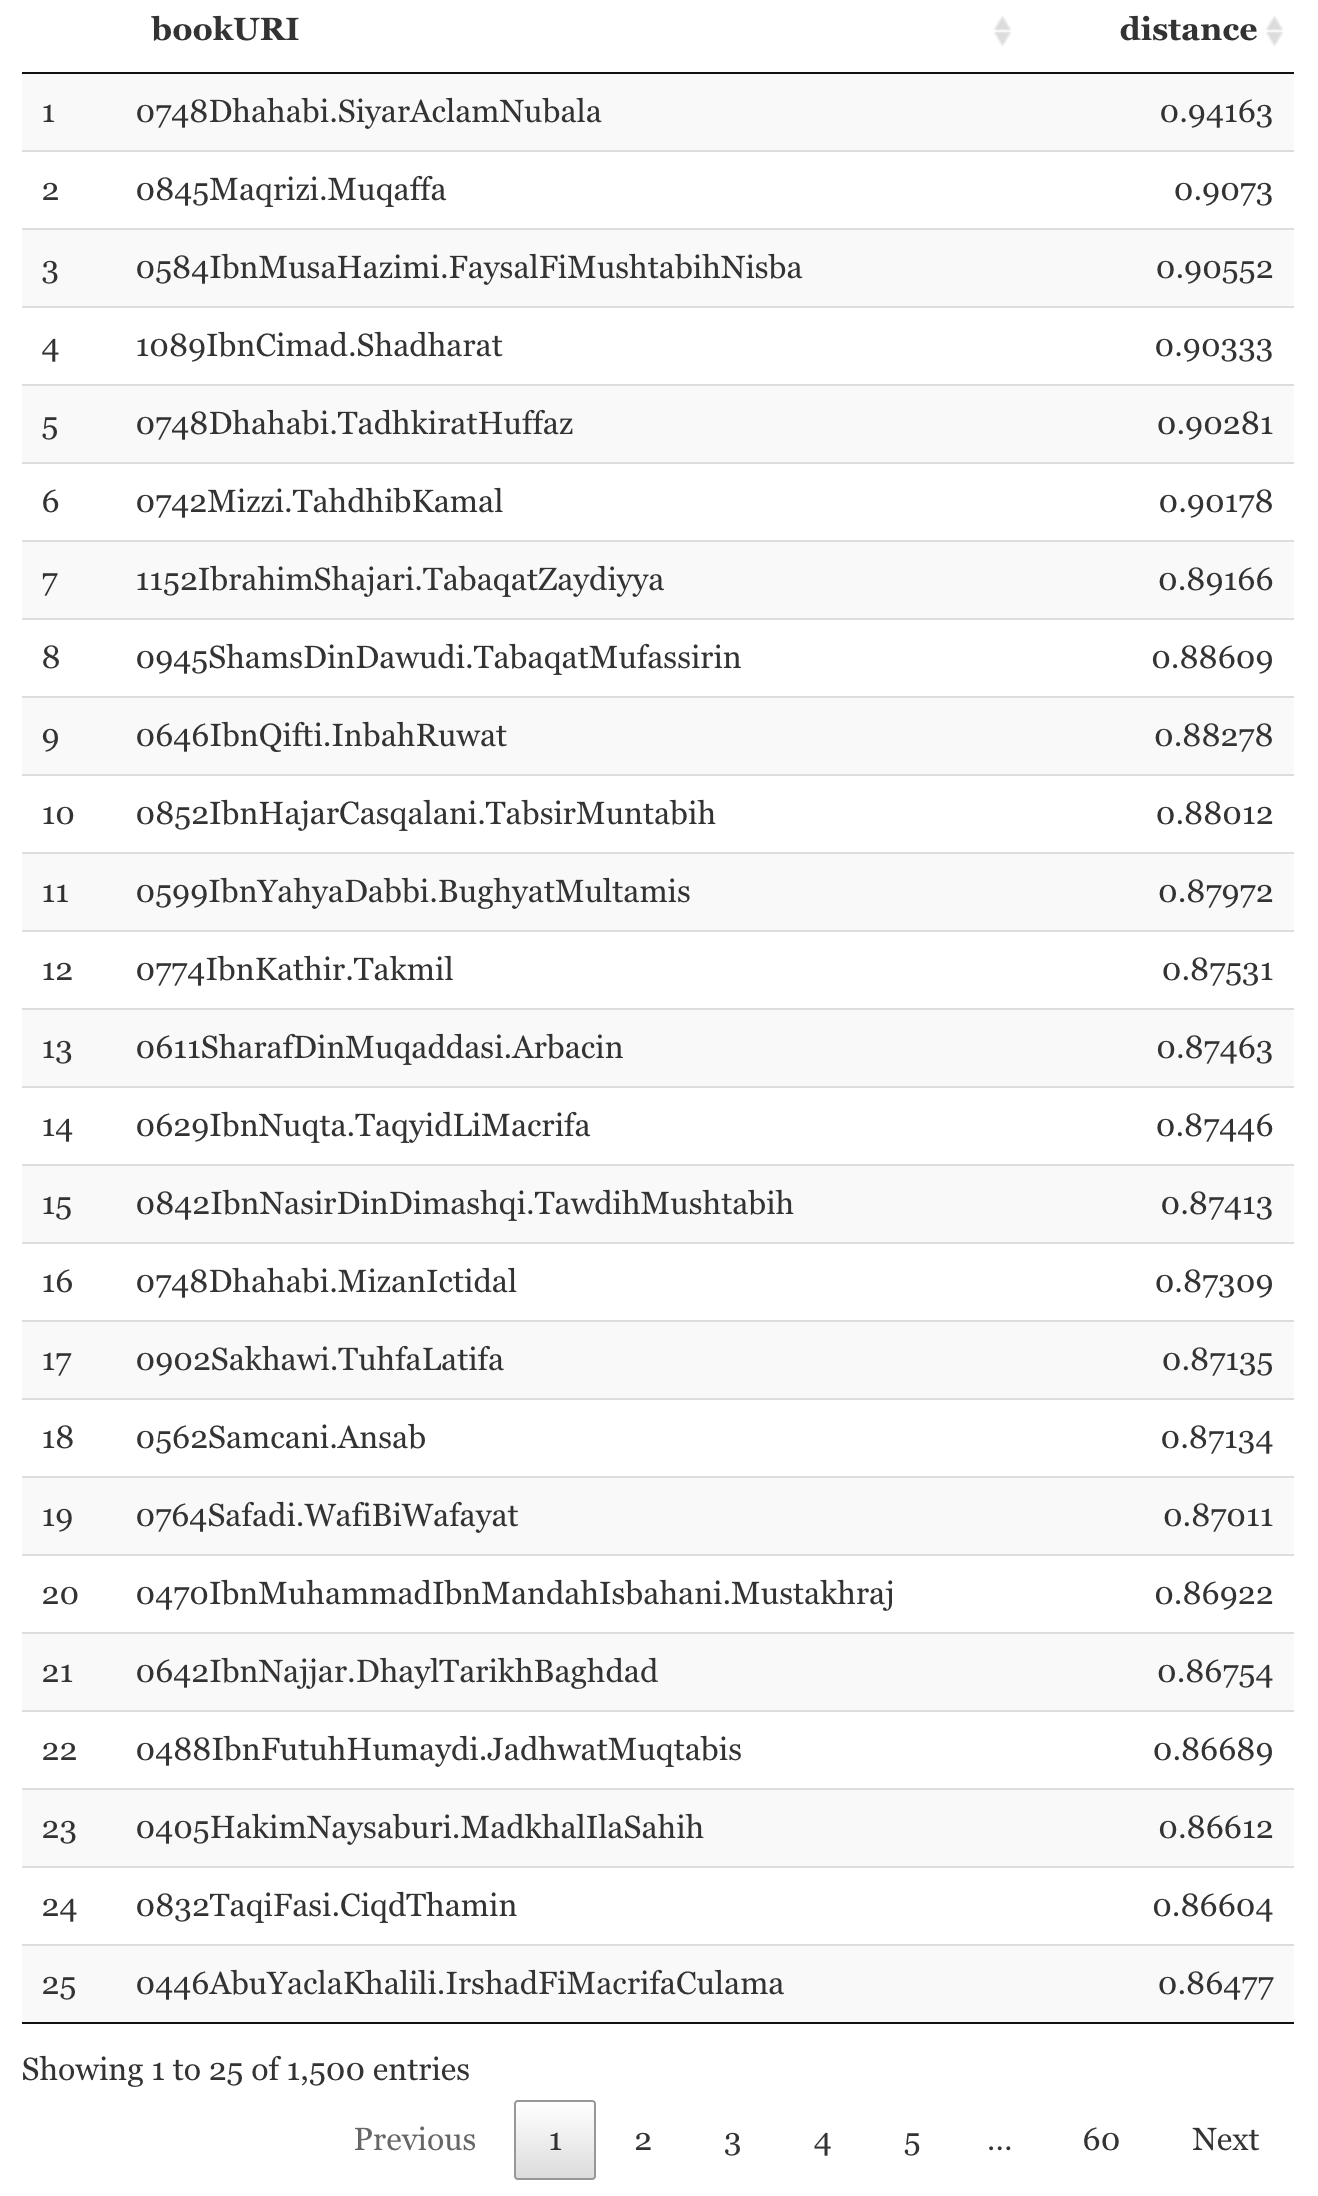 bookURI distance
1 0748Dhahabi.SiyarAclamNubala 0.94163
2 0845Maqrizi.Muqaffa 0.9073
3 0584IbnMusaHazimi.FaysalFiMushtabihNisba 0.90552
4 1089IbnCimad.Shadharat 0.90333
5 0748Dhahabi.TadhkiratHuffaz 0.90281
6 0742Mizzi.TahdhibKamal 0.90178
7 1152IbrahimShajari.TabaqatZaydiyya 0.89166
8 0945ShamsDinDawudi.TabaqatMufassirin 0.88609
9 0646IbnQifti.InbahRuwat 0.88278
10 0852IbnHajarCasqalani.TabsirMuntabih 0.88012
11 0599IbnYahyaDabbi.BughyatMultamis 0.87972
12 0774IbnKathir.Takmil 0.87531
13 0611SharafDinMuqaddasi.Arbacin 0.87463
14 0629IbnNuqta.TaqyidLiMacrifa 0.87446
15 0842IbnNasirDinDimashqi.TawdihMushtabih 0.87413
16 0748Dhahabi.MizanIctidal 0.87309
17 0902Sakhawi.TuhfaLatifa 0.87135
18 0562Samcani.Ansab 0.87134
19 0764Safadi.WafiBiWafayat 0.87011
20 0470IbnMuhammadIbnMandahIsbahani.Mustakhraj 0.86922
21 0642IbnNajjar.DhaylTarikhBaghdad 0.86754
22 0488IbnFutuhHumaydi.JadhwatMuqtabis 0.86689
23 0405HakimNaysaburi.MadkhalIlaSahih 0.86612
24 0832TaqiFasi.CiqdThamin 0.86604
25 0446AbuYaclaKhalili.IrshadFiMacrifaCulama 0.86477
Showing 1 to 25 of 1,500 entries
Previous 1 2 3 4 5 ... 60 Next